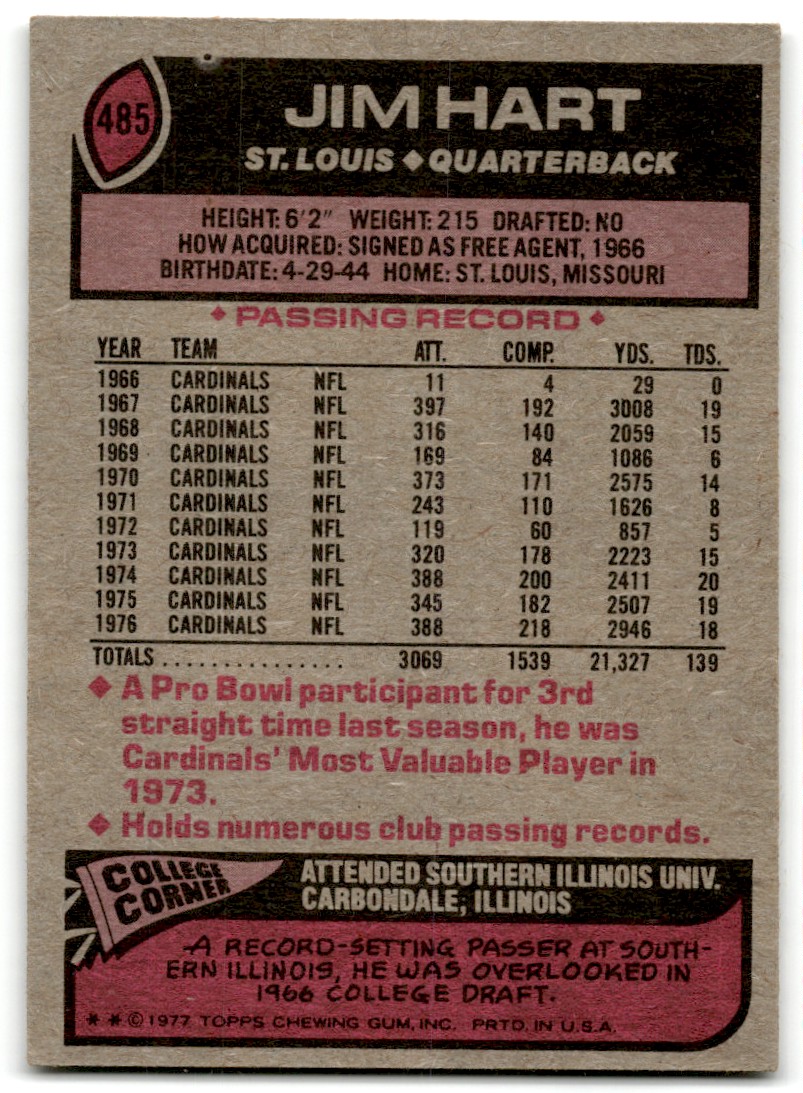 485
JIM HART
ST. LOUIS ◆ QUARTERBACK
HEIGHT: 6'2" WEIGHT: 215 DRAFTED: NO
HOW ACQUIRED: SIGNED AS FREE AGENT, 1966
BIRTHDATE: 4-29-44 HOME: ST. LOUIS, MISSOURI
◆ PASSING RECORD ◆
YEAR TEAM ATT. COMP. YDS. TDS.
1966 CARDINALS NFL 11 4 29 0
1967 CARDINALS NFL 397 192 3008 19
1968 CARDINALS NFL 316 140 2059 15
1969 CARDINALS NFL 169 84 1086 6
1970 CARDINALS NFL 373 171 2575 14
1971 CARDINALS NFL 243 110 1626 8
1972 CARDINALS NFL 119 60 857 5
1973 CARDINALS NFL 320 178 2223 15
1974 CARDINALS NFL 388 200 2411 20
1975 CARDINALS NFL 345 182 2507 19
1976 CARDINALS NFL 388 218 2946 18
TOTALS ................ 3069 1539 21,327 139
◆ A Pro Bowl participant for 3rd
straight time last season, he was
Cardinals' Most Valuable Player in
1973.
◆ Holds numerous club passing records.
COLLEGE
CORNER
ATTENDED SOUTHERN ILLINOIS UNIV.
CARBONDALE, ILLINOIS
A RECORD-SETTING PASSER AT SOUTH-
ERN ILLINOIS, HE WAS OVERLOOKED IN
1966 COLLEGE DRAFT.
* * © 1977 TOPPS CHEWING GUM, INC. PRTD. IN U.S.A.